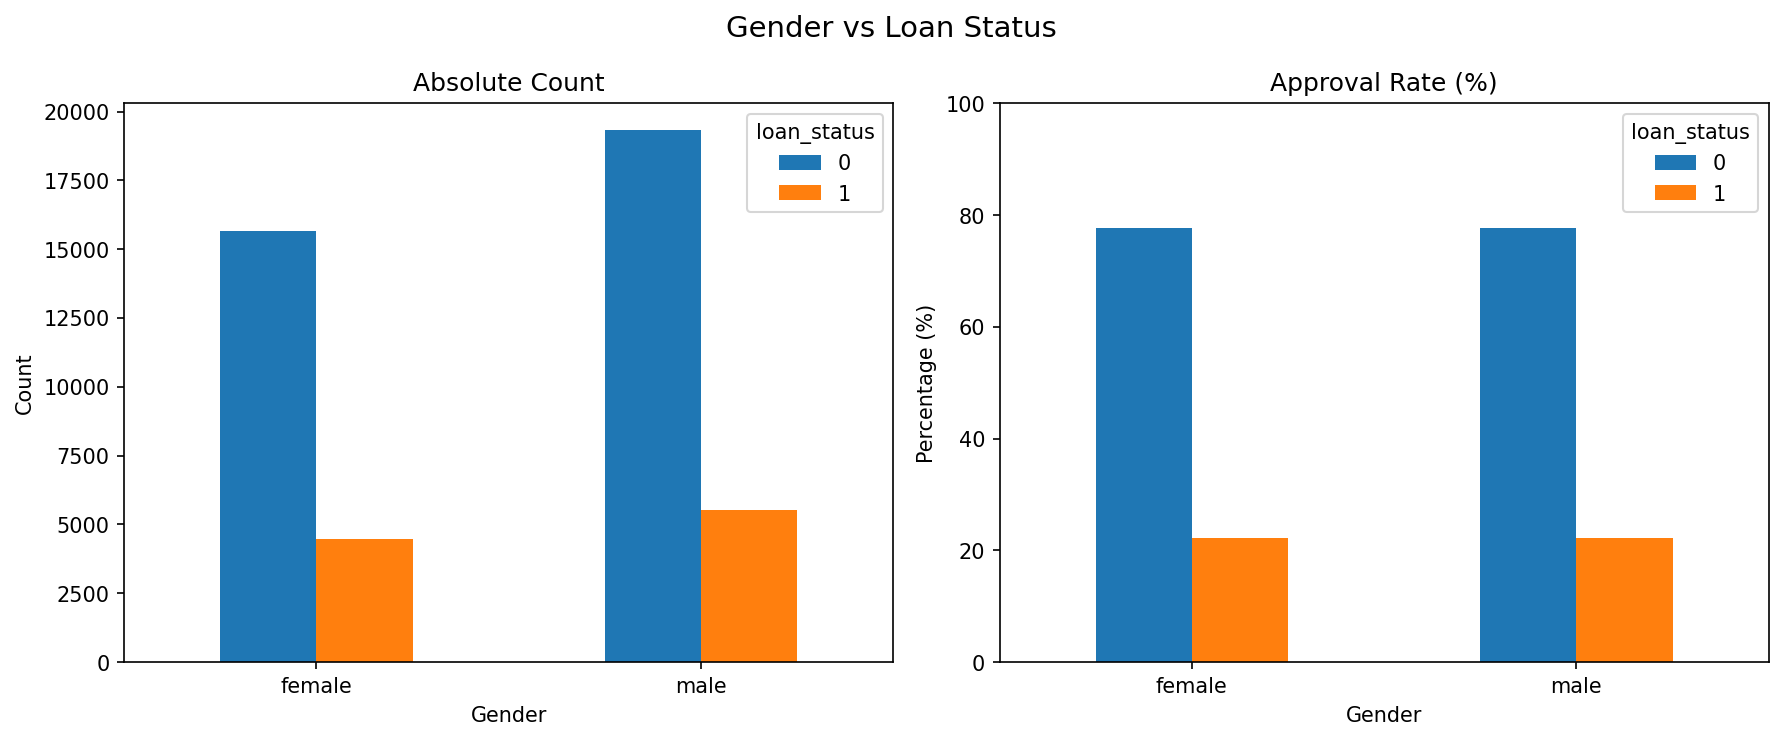 Gender vs Loan Status
Absolute Count
20000
17500
15000
12500
10000
7500
5000
2500
0
Count
loan_status
0
1
female
male
Gender
Approval Rate (%)
100
80
60
40
20
0
Percentage (%)
loan_status
0
1
female
male
Gender